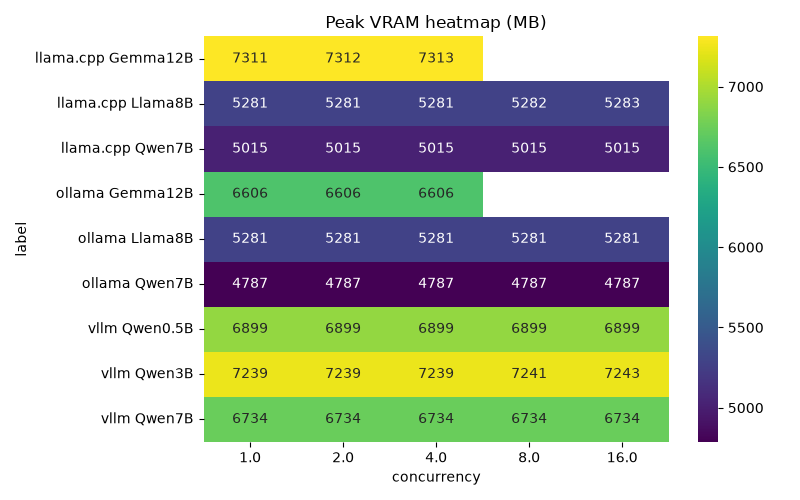 Peak VRAM heatmap (MB)
llama.cpp Gemma12B 7311 7312 7313
llama.cpp Llama8B 5281 5281 5281 5282 5283
llama.cpp Qwen7B 5015 5015 5015 5015 5015
ollama Gemma12B 6606 6606 6606
ollama Llama8B 5281 5281 5281 5281 5281
ollama Qwen7B 4787 4787 4787 4787 4787
vllm Qwen0.5B 6899 6899 6899 6899 6899
vllm Qwen3B 7239 7239 7239 7241 7243
vllm Qwen7B 6734 6734 6734 6734 6734
1.0 2.0 4.0 8.0 16.0
concurrency
label
7000
6500
6000
5500
5000